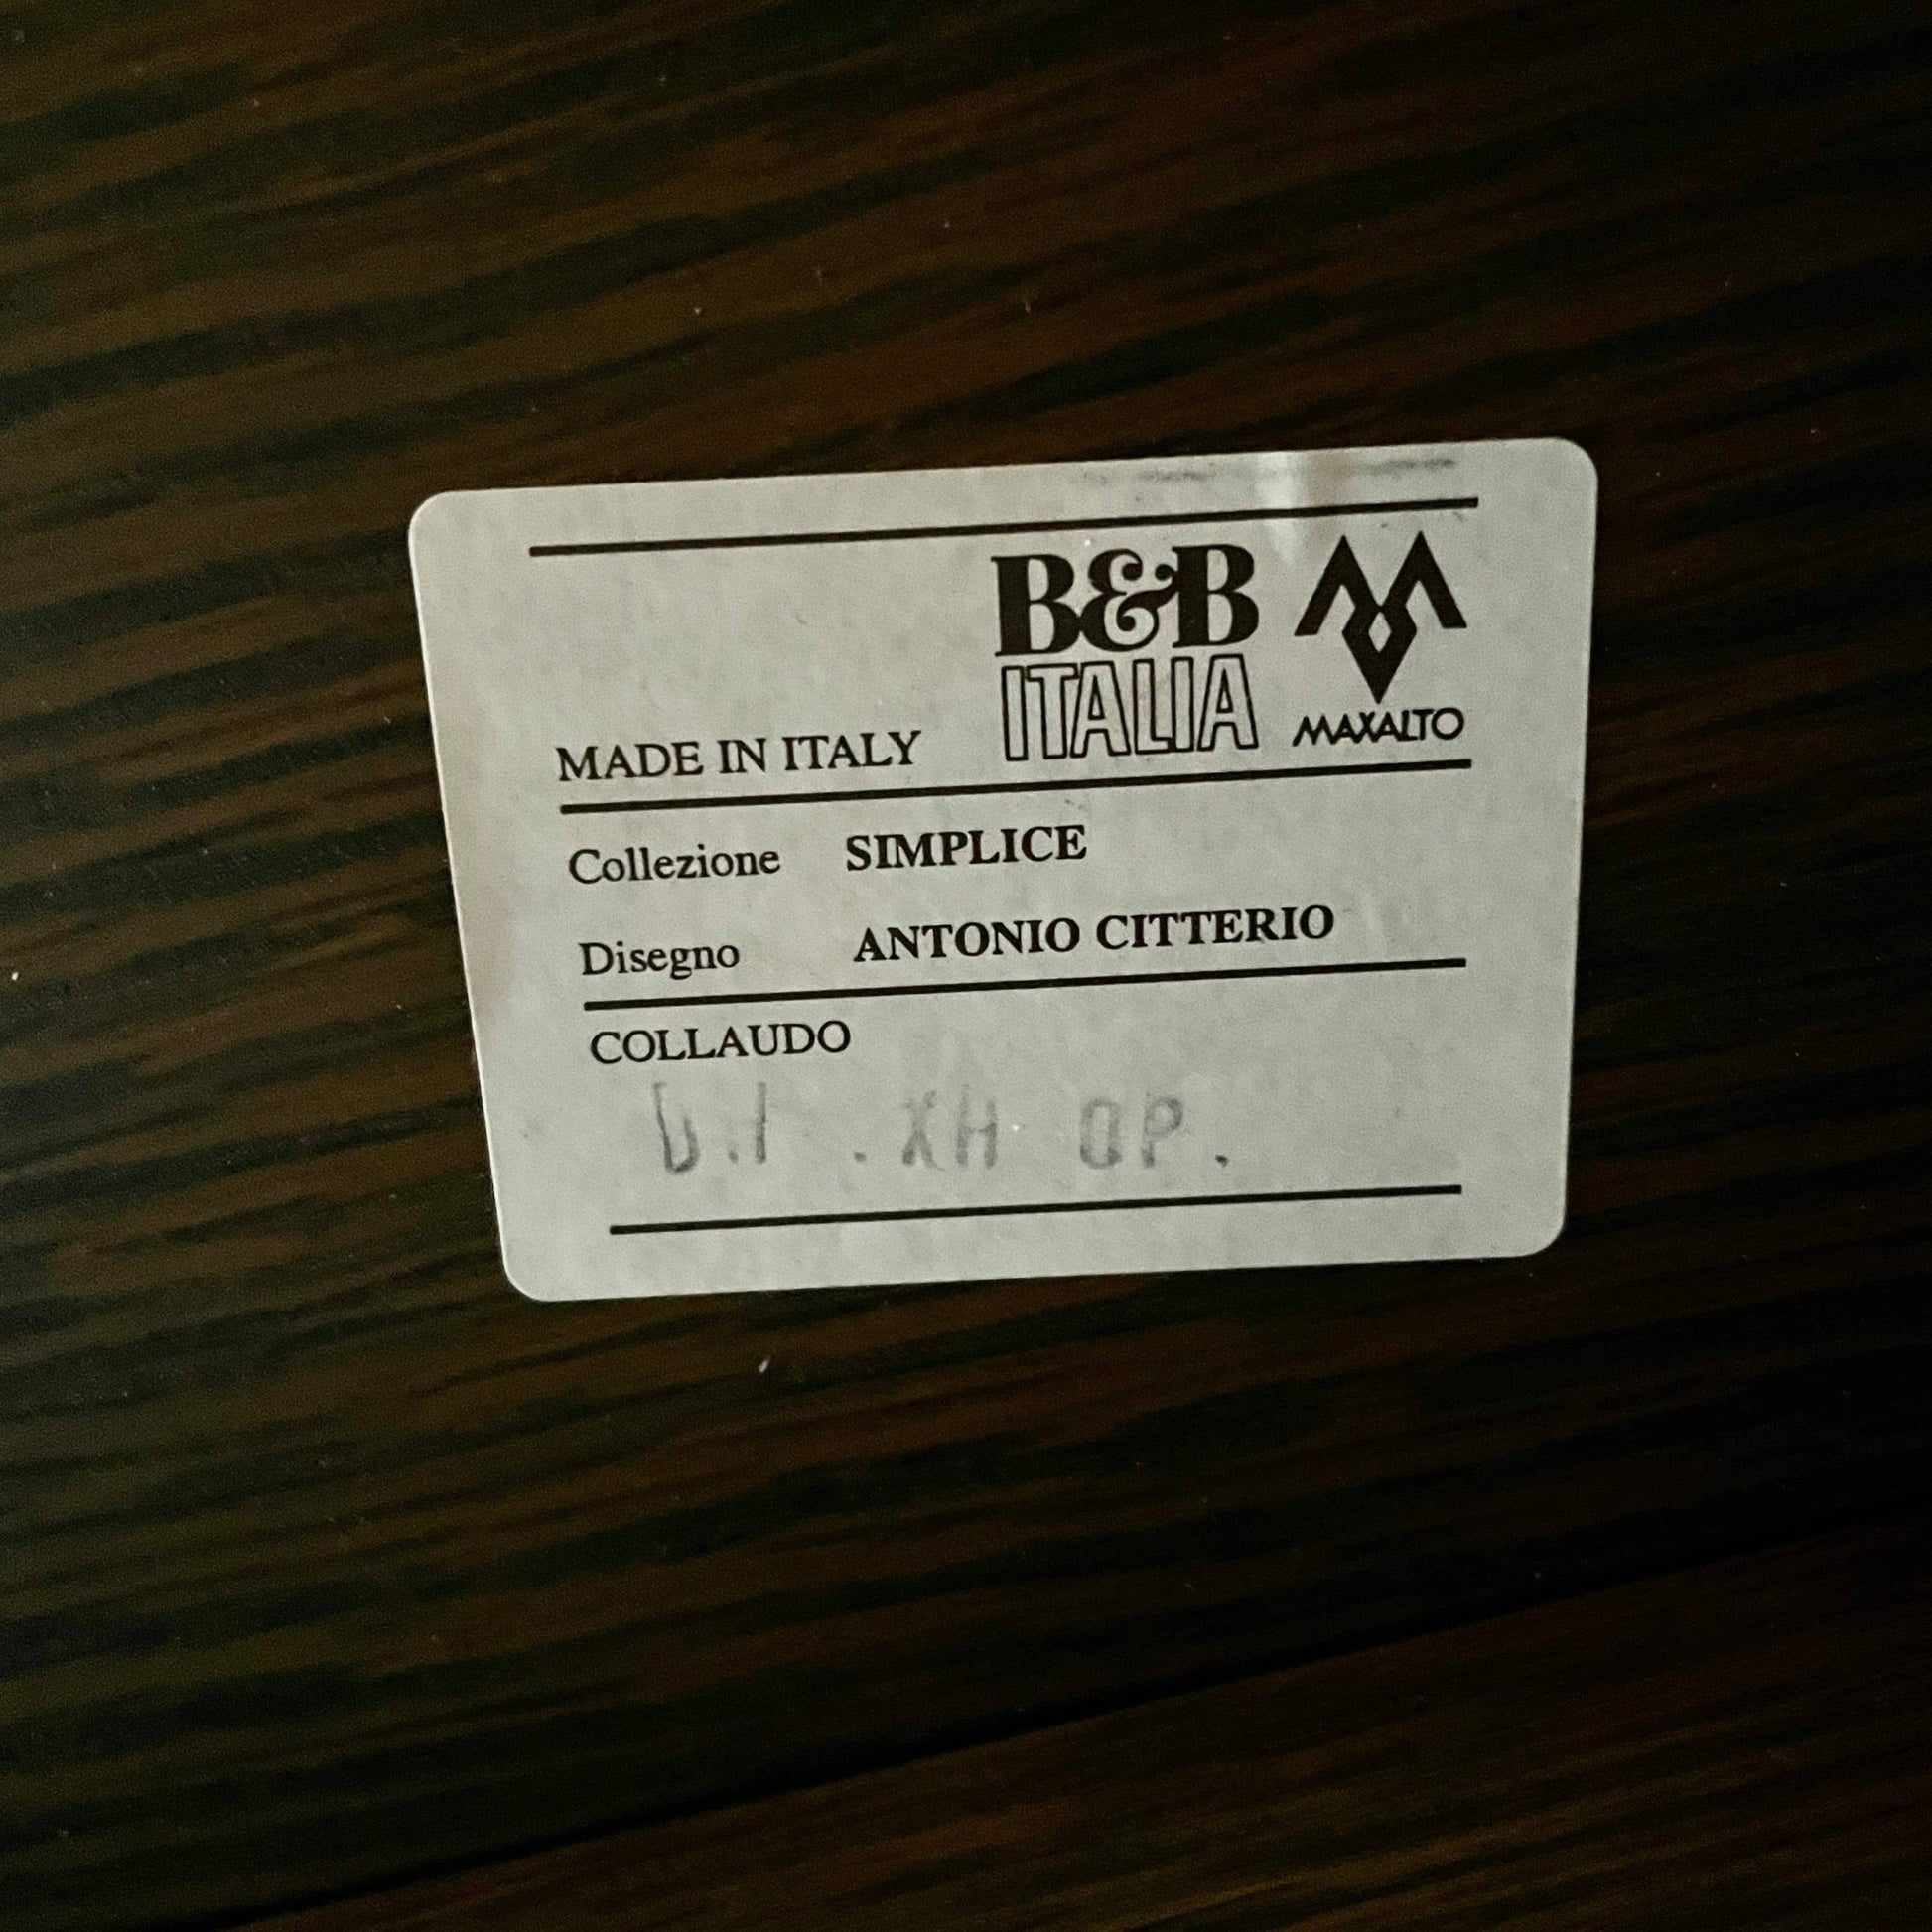 B&B
ITALIA
MAXALTO
MADE IN ITALY
Collezione SIMPLICE
Disegno ANTONIO CITTERIO
COLLAUDO